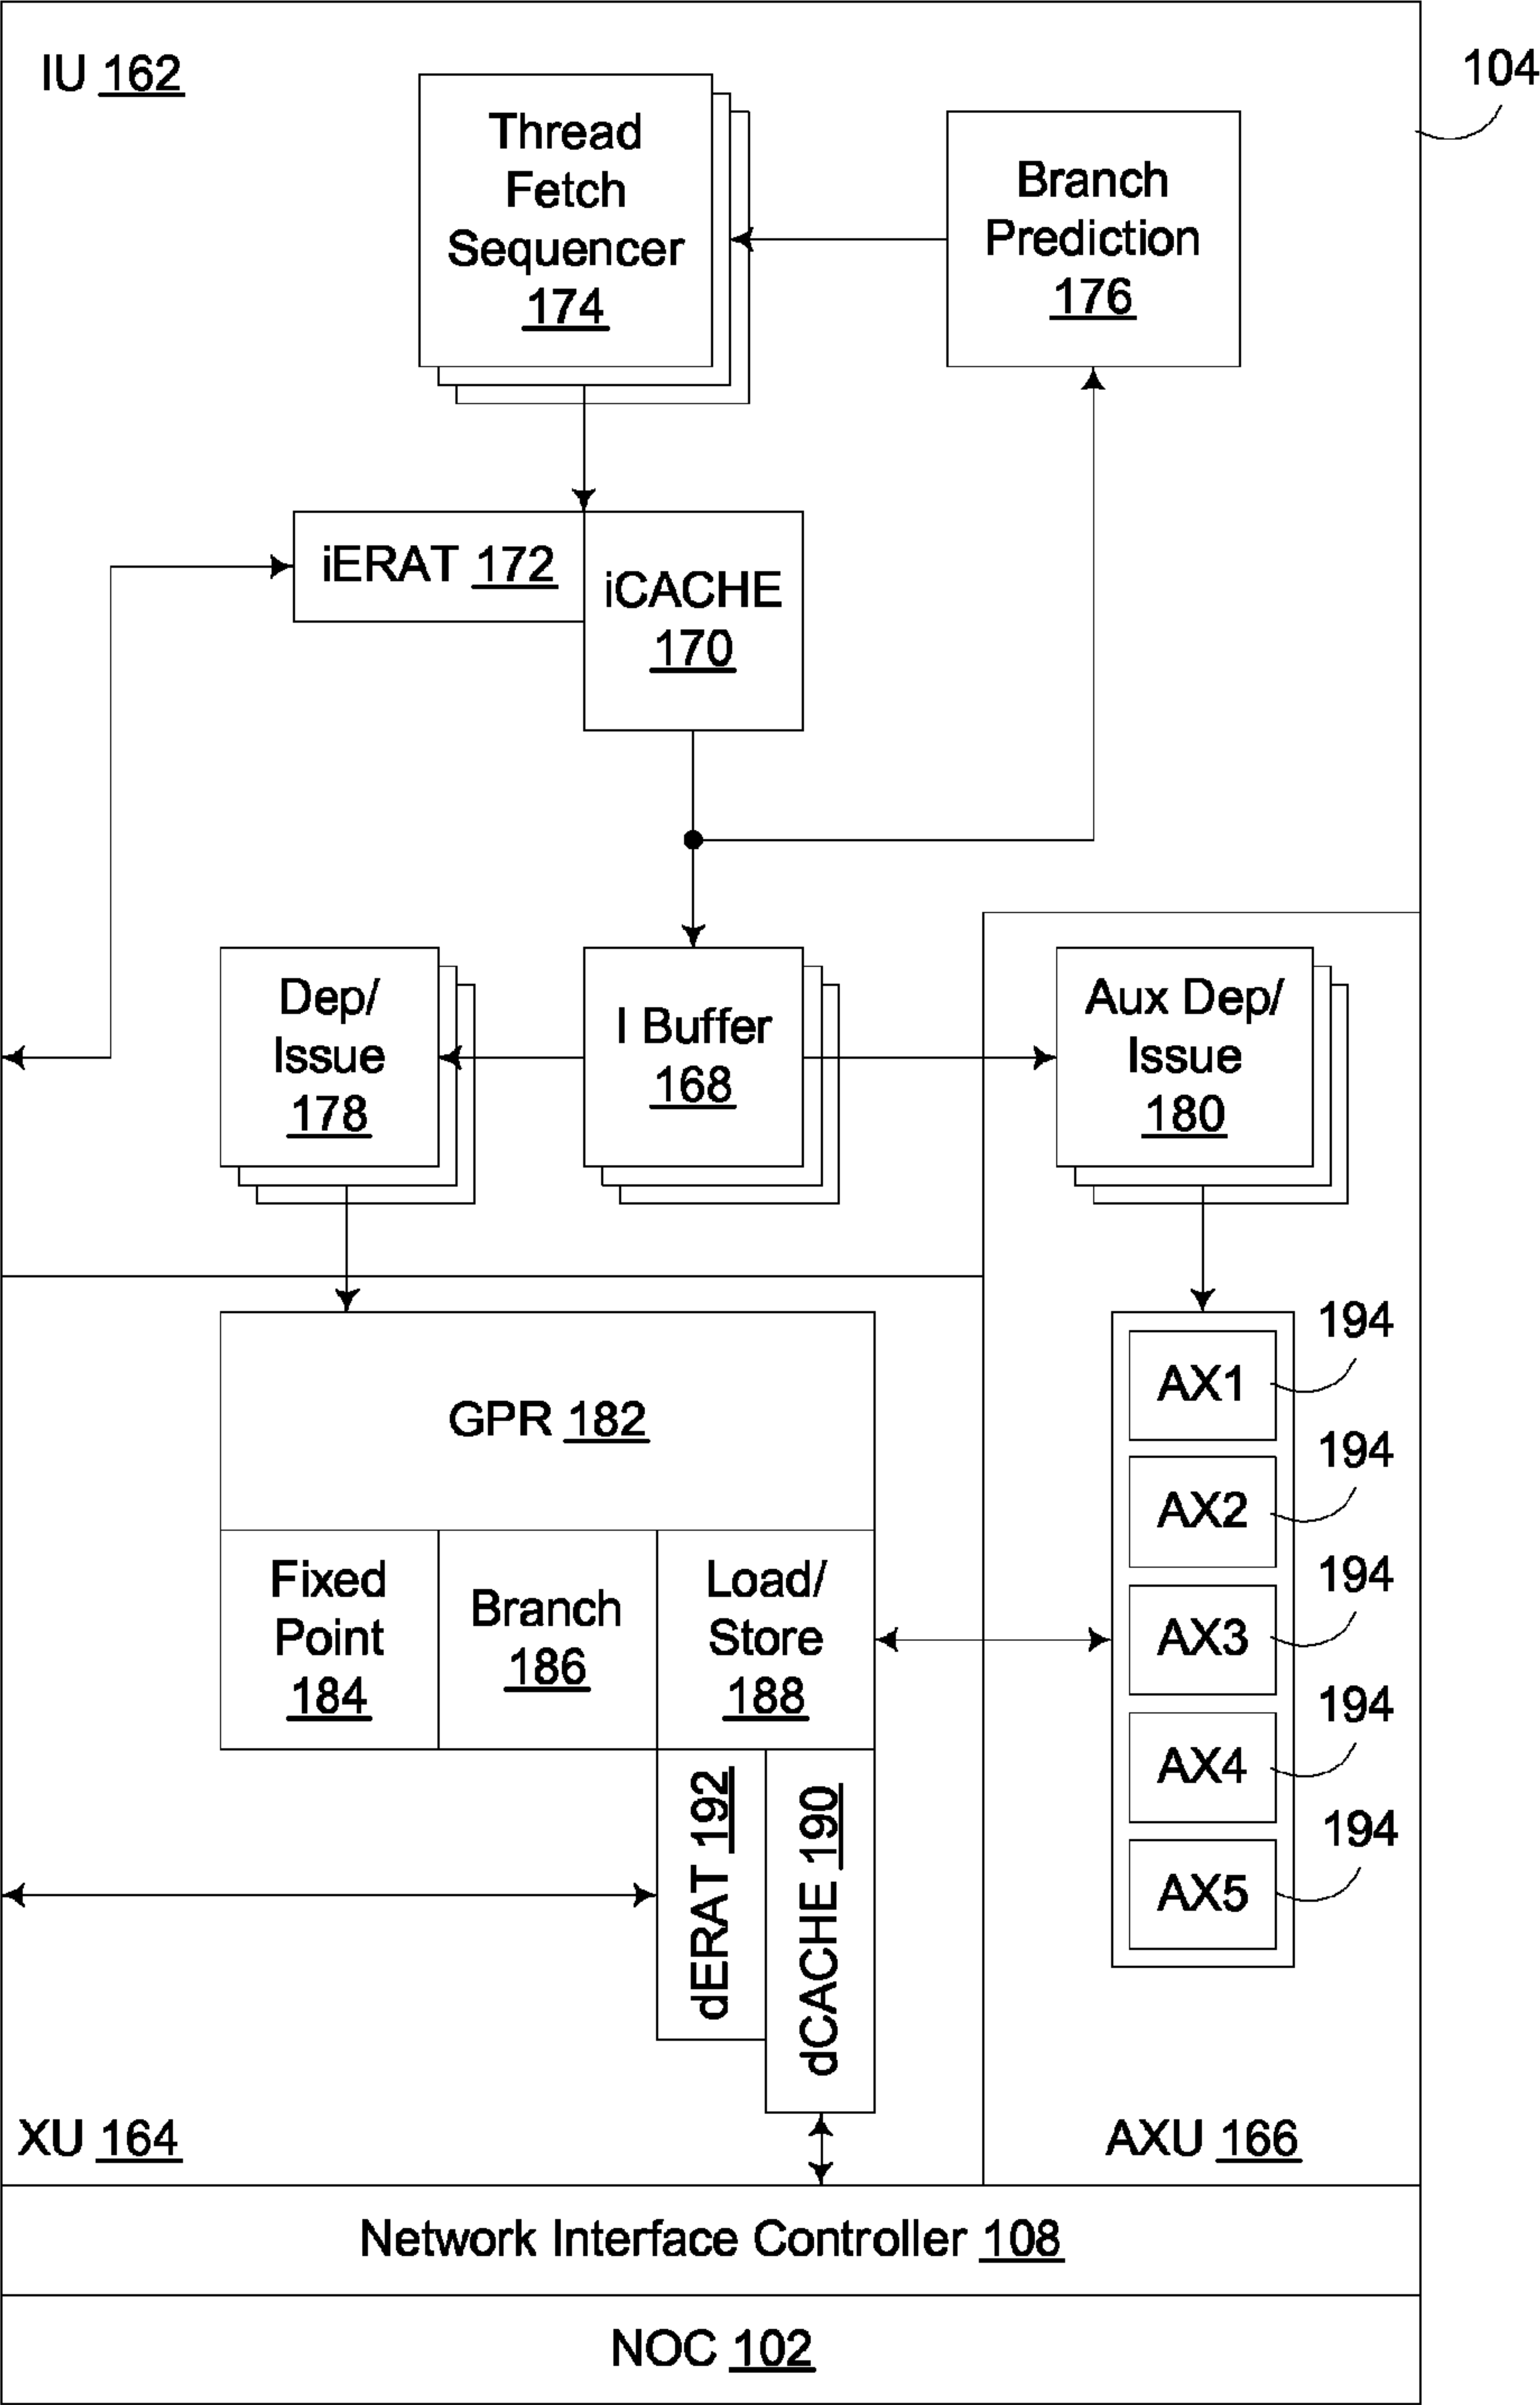 IU 162
104
Thread
Fetch
Sequencer
174
Branch
Prediction
176
iERAT 172
iCACHE
170
Dep/
Issue
178
I Buffer
168
Aux Dep/
Issue
180
GPR 182
Fixed
Point
184
Branch
186
Load/
Store
188
dERAT 192
dCACHE 190
AX1
194
AX2
194
AX3
194
AX4
194
AX5
194
XU 164
AXU 166
Network Interface Controller 108
NOC 102